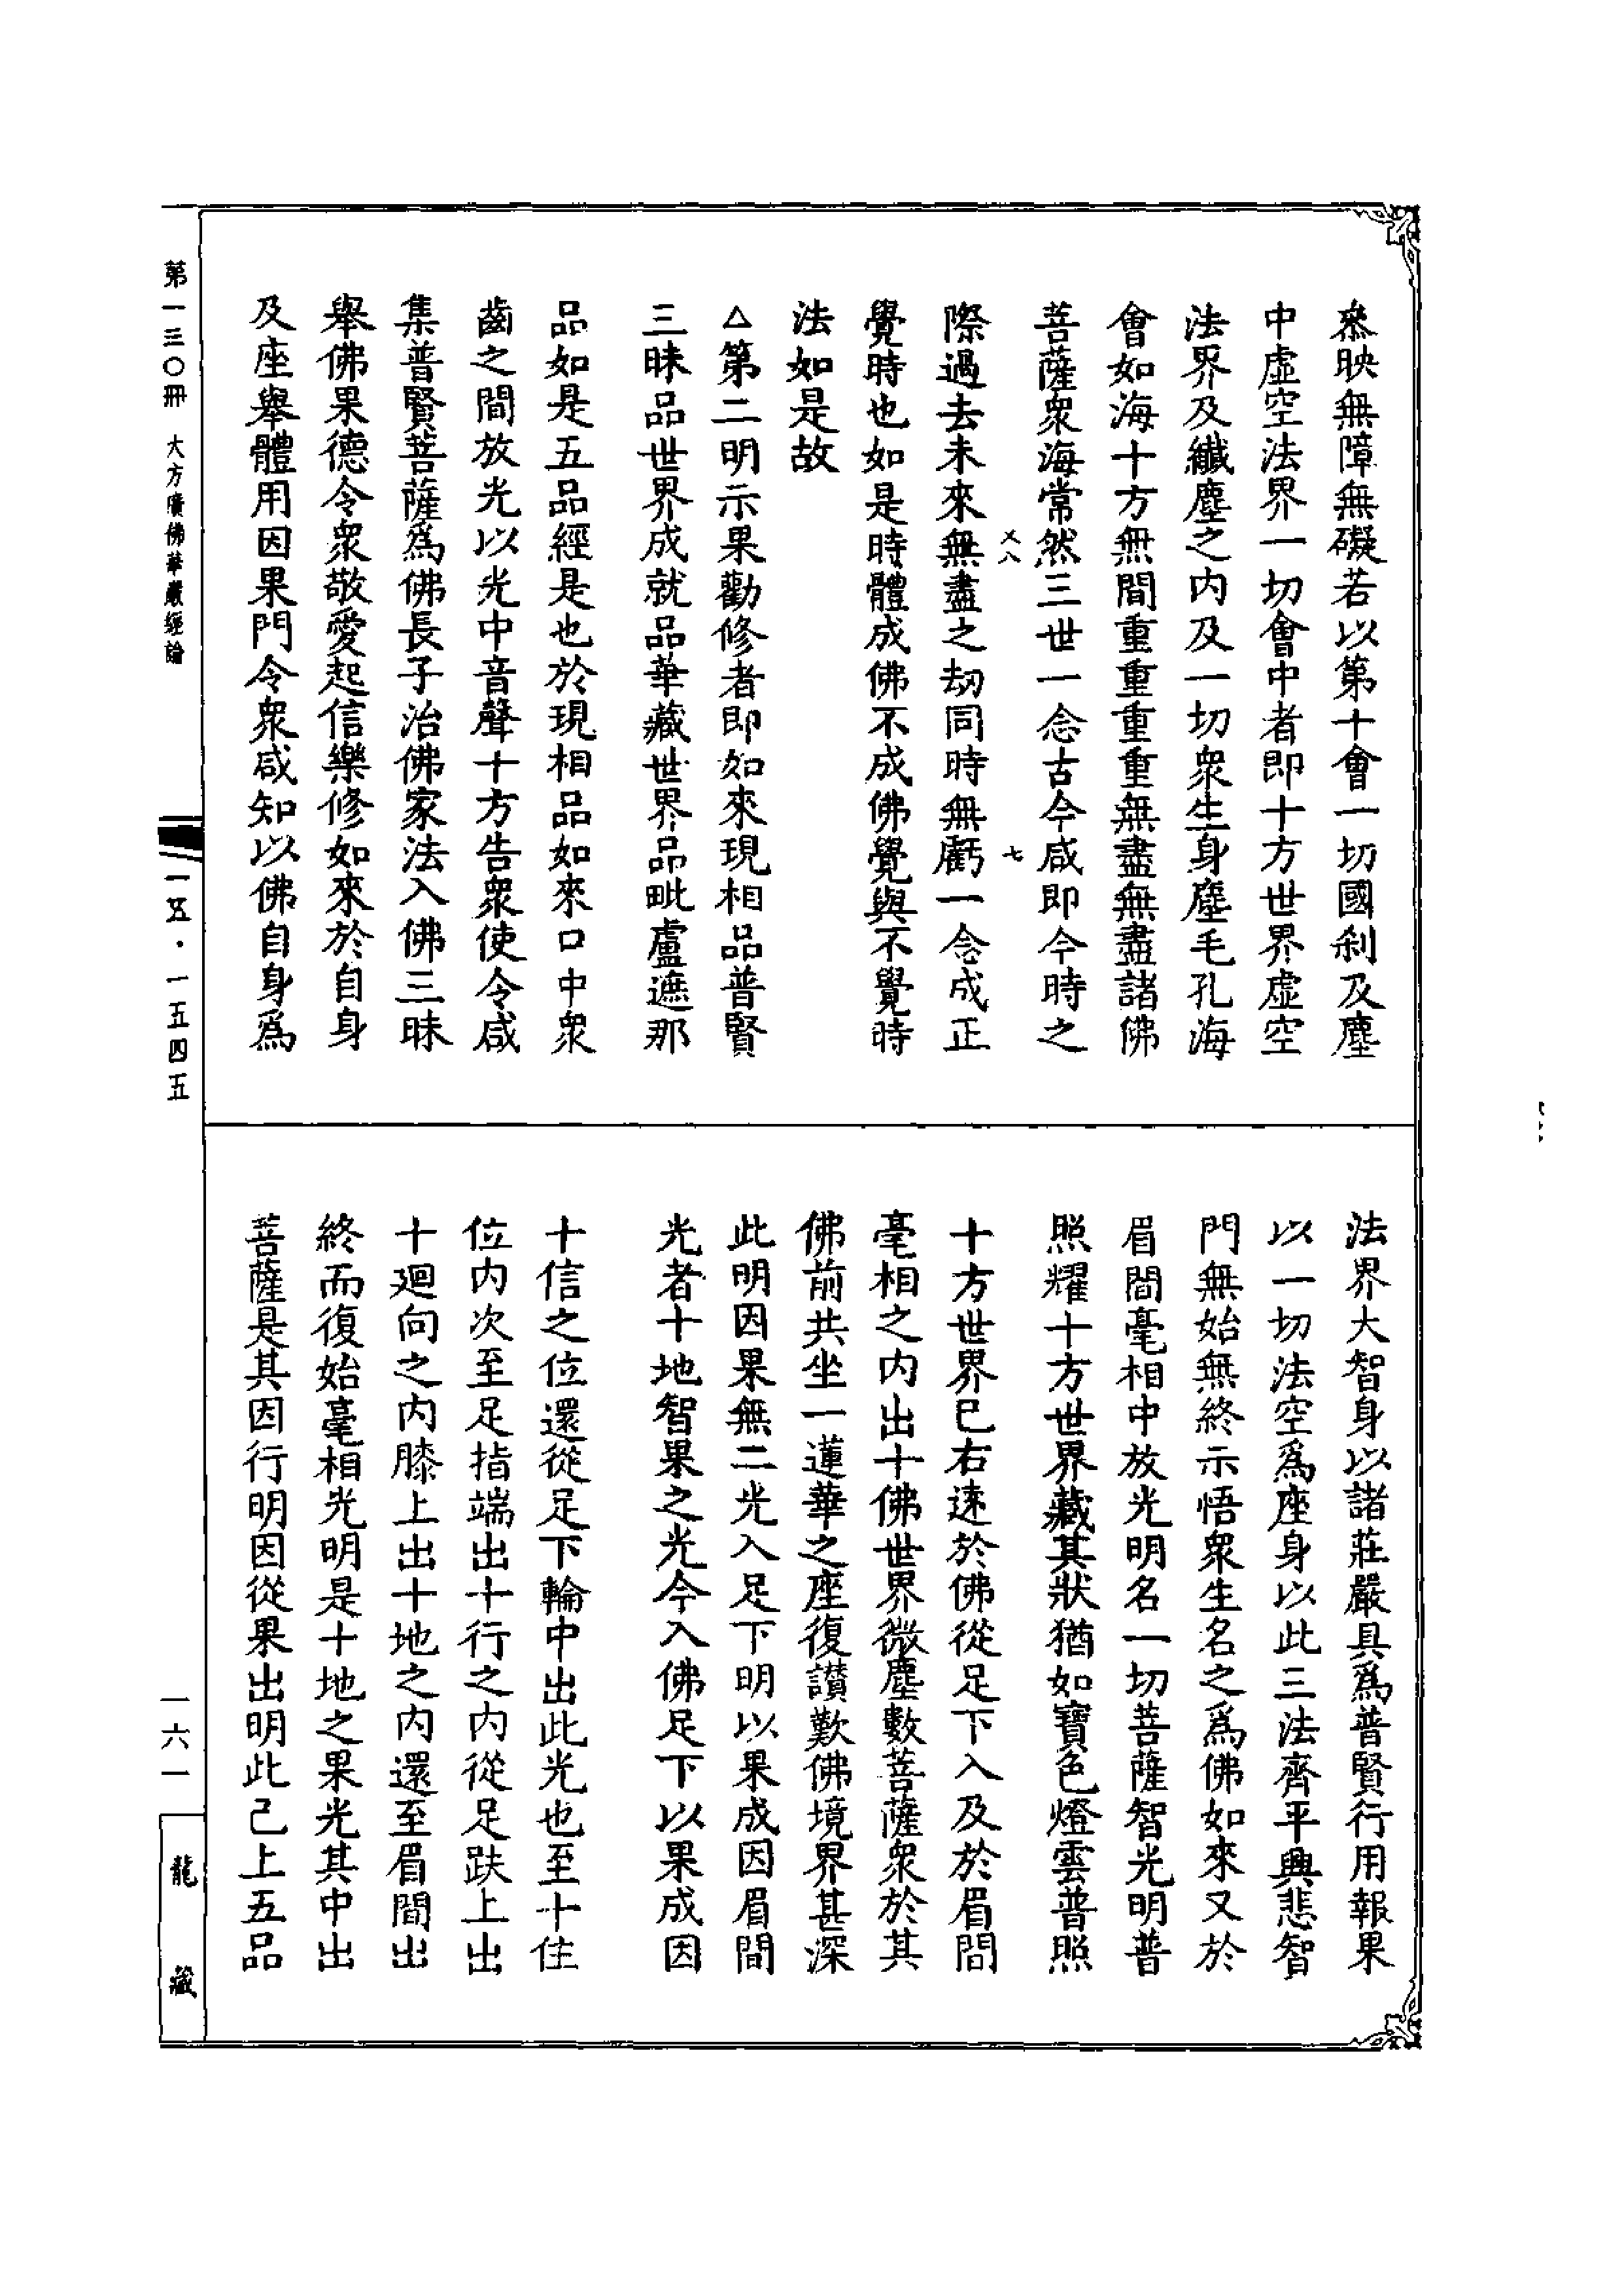 叅映無障無礙若以第十會一切國刹及塵
中虛空法界一切會中者即十方世界虛空
法界及纖塵之內及一切衆生身塵毛孔海
會如海十方無間重重重重無盡無盡諸佛
菩薩衆海常然三世一念古今咸即今時之
七
際過去未來無盡之劫同時無虧一念成正
覺時也如是時體成佛不成佛覺與不覺時
法如是故
△第二明示果勸修者即如來現相品普賢
三昧品世界成就品華藏世界品毗盧遮那
品如是五品經是也於現相品如來口中衆
齒之間放光以光中音聲十方告衆使令咸
集普賢菩薩爲佛長子治佛家法入佛三昧
舉佛果德令衆敬愛起信樂修如來於自身
及座舉體用因果門令衆咸知以佛自身爲
法界大智身以諸莊嚴具爲普賢行用報果
以一切法空爲座身以此三法齊平興悲智
門無始無終示悟衆生名之爲佛如來又於
眉間毫相中放光明名一切菩薩智光明普
照耀十方世界藏其狀猶如寶色燈雲普照
十方世界已右遶於佛從足下入及於眉間
毫相之內出十佛世界微塵數菩薩衆於其
佛前共坐一蓮華之座復讃歎佛境界甚深
此明因果無二光入足下明以果成因眉間
光者十地智果之光今入佛足下以果成因
十信之位還從足下輪中出此光也至十住
位內次至足指端出十行之內從足趺上出
十廻向之內膝上出十地之內還至眉間出
終而復始毫相光明是十地之果光其中出
菩薩是其因行明因從果出明此已上五品
第一三〇冊 大方廣佛華嚴經論
一五·一五四五
一六一
龍藏